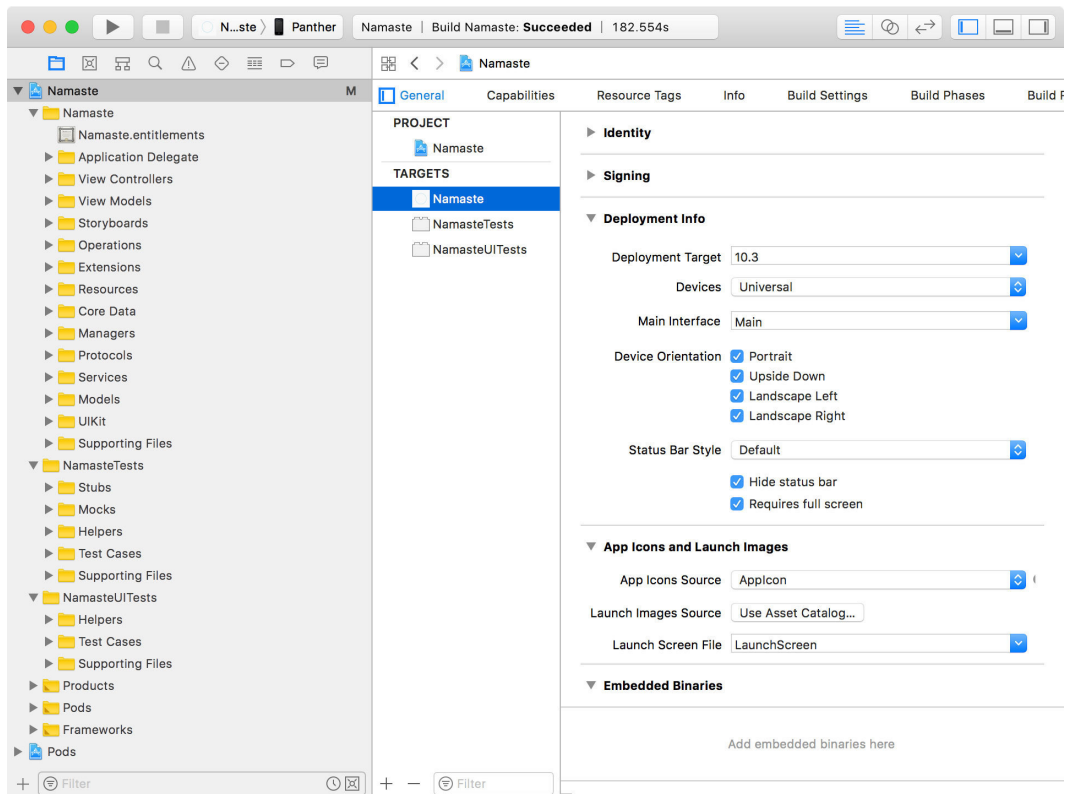 N...ste 〉 Panther
Namaste | Build Namaste: Succeeded | 182.554s
Namaste
Namaste M
General Capabilities Resource Tags Info Build Settings Build Phases Build
Namaste
Namaste.entitlements
Application Delegate
View Controllers
View Models
Storyboards
Operations
Extensions
Resources
Core Data
Managers
Protocols
Services
Models
UIKit
Supporting Files
NamasteTests
Stubs
Mocks
Helpers
Test Cases
Supporting Files
NamasteUITests
Helpers
Test Cases
Supporting Files
Products
Pods
Frameworks
Pods
Filter
PROJECT
Namaste
TARGETS
Namaste
NamasteTests
NamasteUITests
Filter
Identity
Signing
Deployment Info
Deployment Target 10.3
Devices Universal
Main Interface Main
Device Orientation Portrait
Upside Down
Landscape Left
Landscape Right
Status Bar Style Default
Hide status bar
Requires full screen
App Icons and Launch Images
App Icons Source AppIcon
Launch Images Source Use Asset Catalog...
Launch Screen File LaunchScreen
Embedded Binaries
Add embedded binaries here